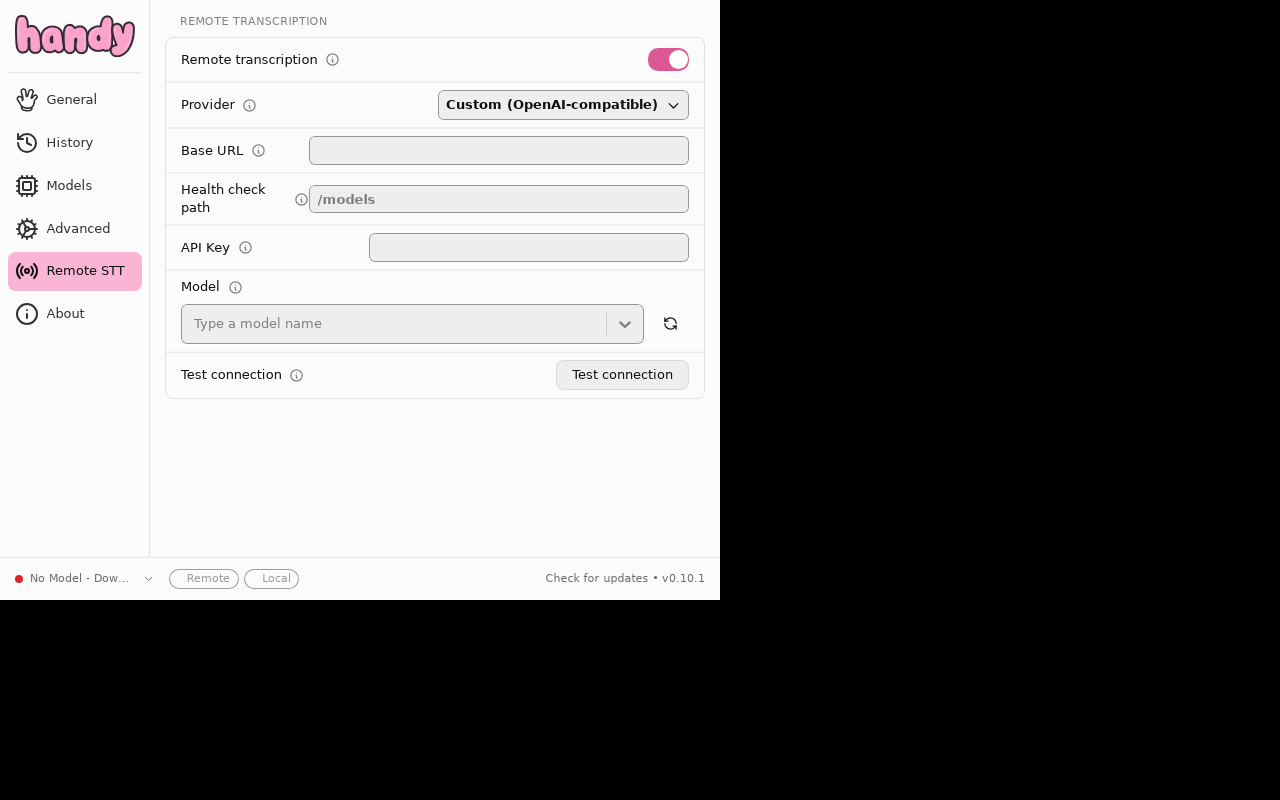 handy
General
History
Models
Advanced
Remote STT
About
REMOTE TRANSCRIPTION
Remote transcription
Provider
Custom (OpenAI-compatible)
Base URL
Health check path
/models
API Key
Model
Type a model name
Test connection
Test connection
No Model - Dow...
Remote
Local
Check for updates • v0.10.1